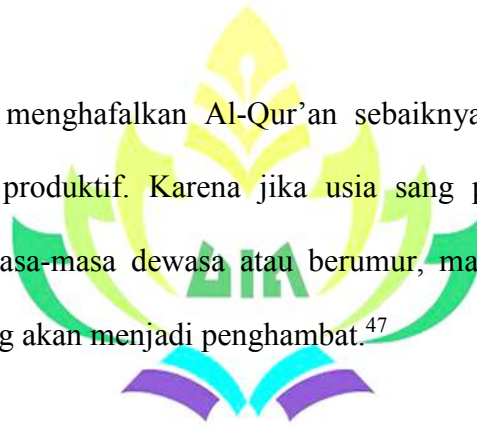 menghafalkan Al-Qur’an sebaiknya
produktif. Karena jika usia sang
asa-masa dewasa atau berumur,
g akan menjadi penghambat.47